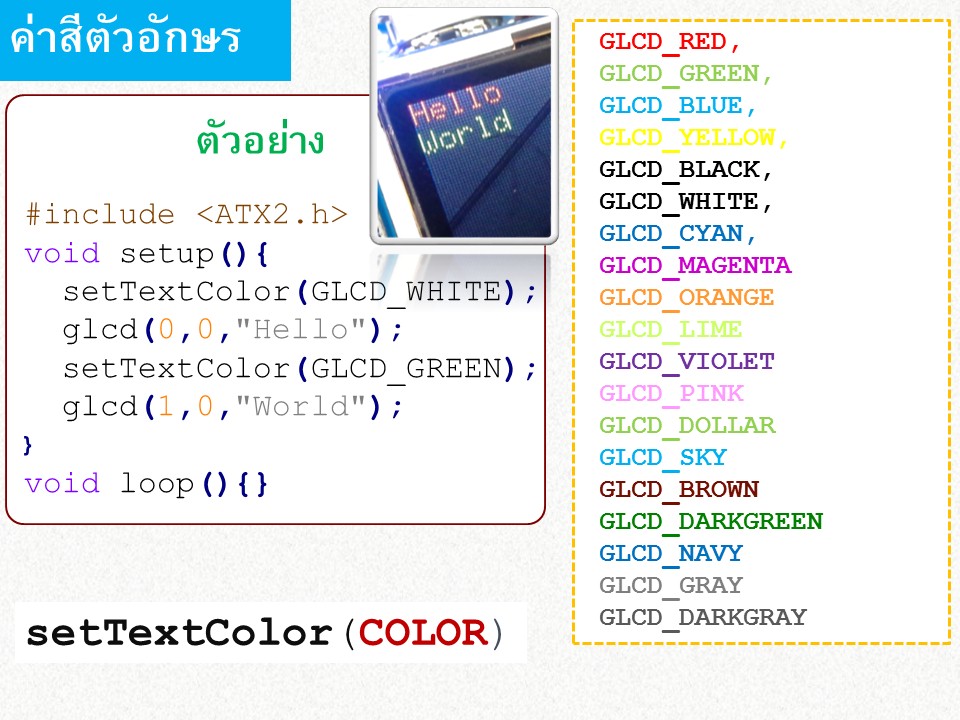 ค่าสีตัวอักษร
ตัวอย่าง
#include <ATX2.h>
void setup(){
setTextColor(GLCD_WHITE);
glcd(0,0,"Hello");
setTextColor(GLCD_GREEN);
glcd(1,0,"World");
}
void loop(){}
setTextColor(COLOR)
Hello
World
GLCD_RED,
GLCD_GREEN,
GLCD_BLUE,
GLCD_YELLOW,
GLCD_BLACK,
GLCD_WHITE,
GLCD_CYAN,
GLCD_MAGENTA
GLCD_ORANGE
GLCD_LIME
GLCD_VIOLET
GLCD_PINK
GLCD_DOLLAR
GLCD_SKY
GLCD_BROWN
GLCD_DARKGREEN
GLCD_NAVY
GLCD_GRAY
GLCD_DARKGRAY